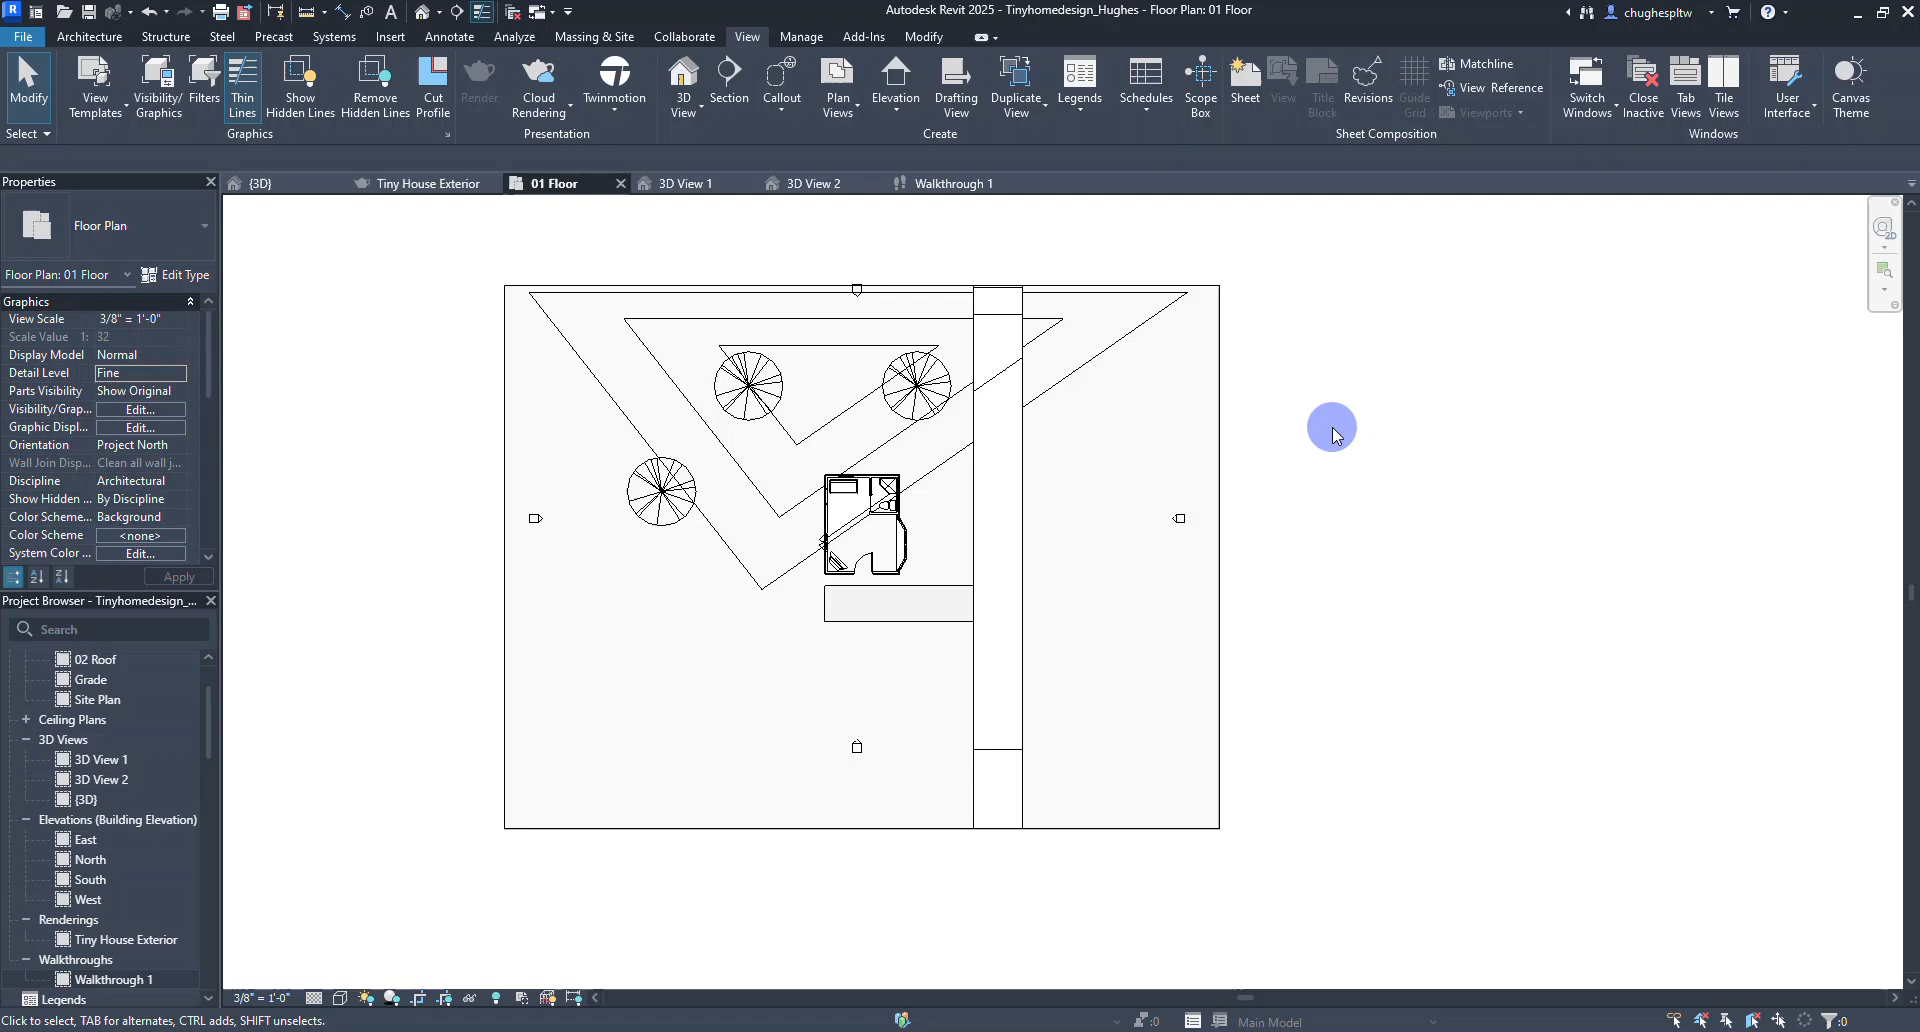 Autodesk Revit 2025 - Tinyhomedesign_Hughes - Floor Plan: 01 Floor
chughespltw
File Architecture Structure Steel Precast Systems Insert Annotate Analyze Massing & Site Collaborate View Manage Add-Ins Modify
Modify
View Templates
Visibility/ Graphics
Filters
Thin Lines
Show Hidden Lines
Remove Hidden Lines
Cut Profile
Render
Cloud Rendering
Twinmotion
3D View
Section
Callout
Plan Views
Elevation
Drafting View
Duplicate View
Legends
Schedules
Scope Box
Sheet
View
Title Block
Revisions
Guide Grid
Matchline
View Reference
Viewports
Switch Windows
Close Inactive
Tab Views
Tile Views
User Interface
Canvas Theme
Select Graphics Presentation Create Sheet Composition Windows
Properties
{3D} Tiny House Exterior 01 Floor 3D View 1 3D View 2 Walkthrough 1
2D
Floor Plan
Floor Plan: 01 Floor Edit Type
Graphics
View Scale 3/8" = 1'-0"
Scale Value 1: 32
Display Model Normal
Detail Level Fine
Parts Visibility Show Original
Visibility/Grap... Edit...
Graphic Displ... Edit...
Orientation Project North
Wall Join Disp... Clean all wall j...
Discipline Architectural
Show Hidden ... By Discipline
Color Scheme... Background
Color Scheme <none>
System Color ... Edit...
Apply
Project Browser - Tinyhomedesign_...
Search
02 Roof
Grade
Site Plan
Ceiling Plans
3D Views
3D View 1
3D View 2
{3D}
Elevations (Building Elevation)
East
North
South
West
Renderings
Tiny House Exterior
Walkthroughs
Walkthrough 1
Legends
3/8" = 1'-0"
Click to select, TAB for alternates, CTRL adds, SHIFT unselects.
:0
Main Model
:0